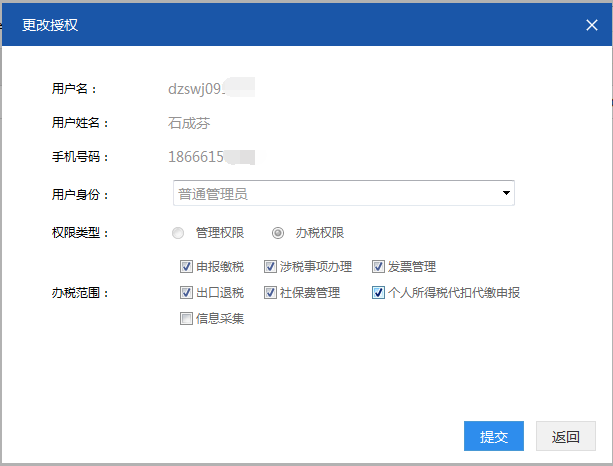 更改授权
用户名：dzswj09
用户姓名：石成芬
手机号码：1866615
用户身份：普通管理员
权限类型：管理权限 办税权限
申报缴税 涉税事项办理 发票管理
办税范围：出口退税 社保费管理 个人所得税代扣代缴申报
信息采集
提交 返回